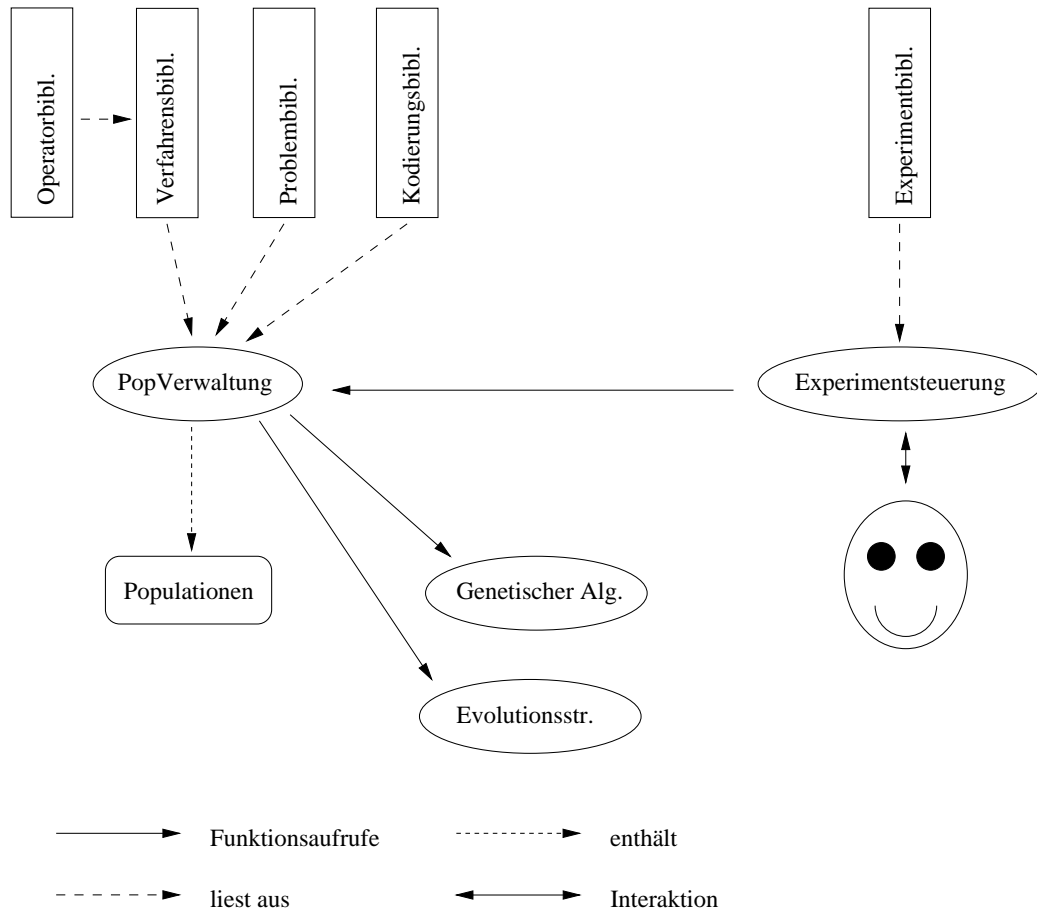 Operatorbibl.
Verfahrensbibl.
Problembibl.
Kodierungsbibl.
Experimentbibl.
PopVerwaltung
Experimentsteuerung
Populationen
Genetischer Alg.
Evolutionsstr.
Funktionsaufrufe
enthält
liest aus
Interaktion